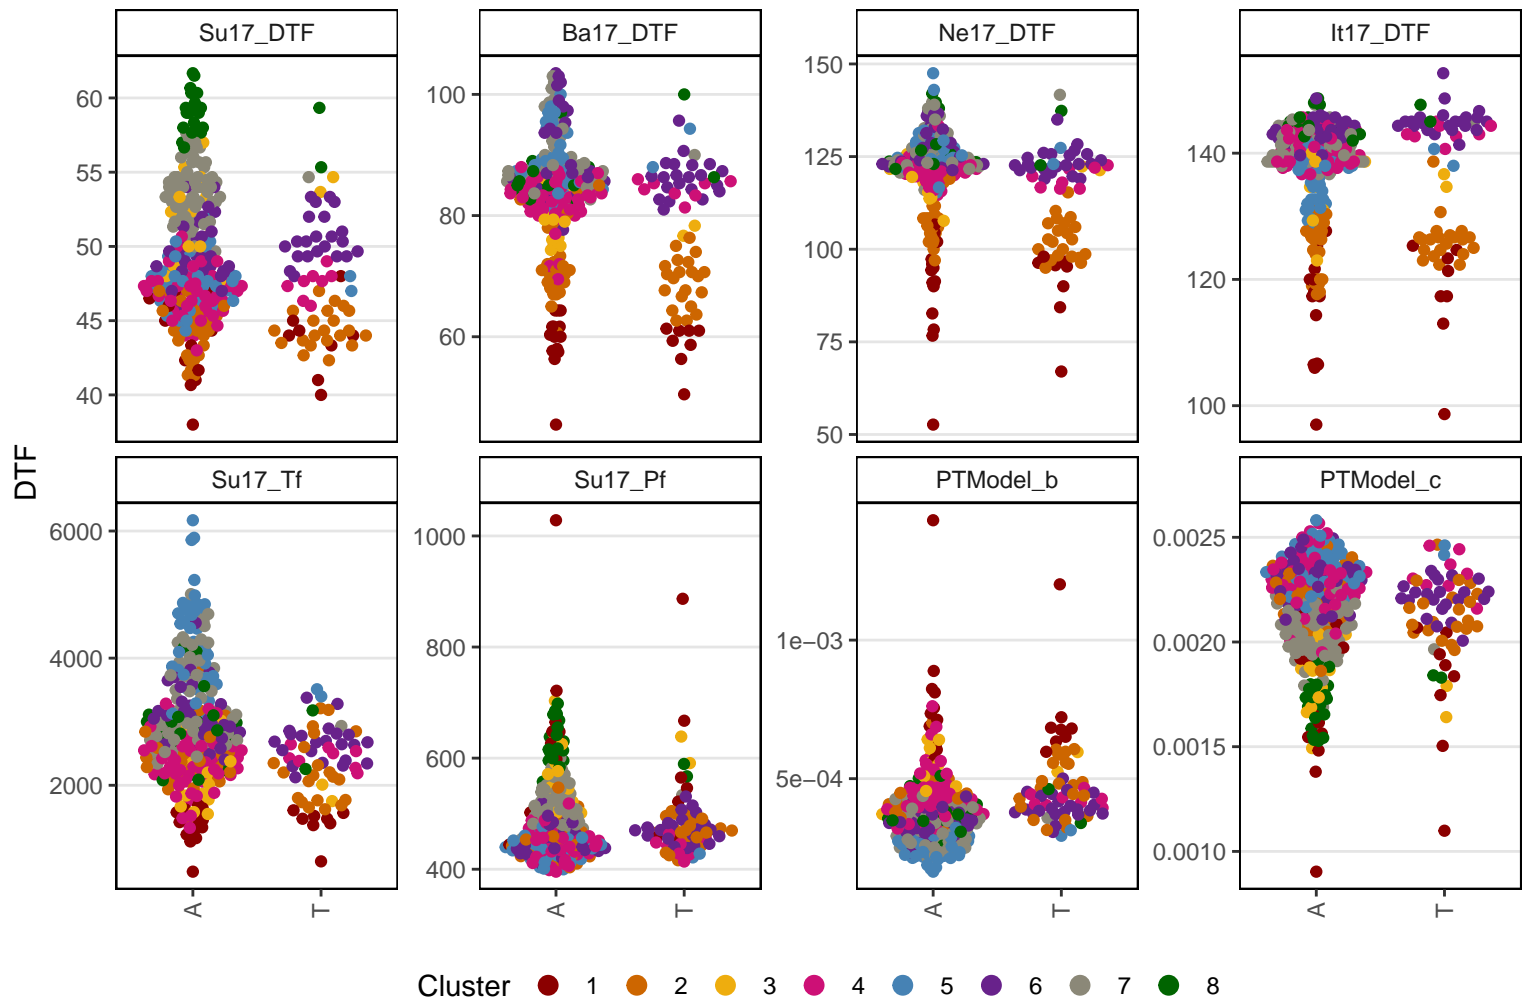 Su17_DTF Ba17_DTF Ne17_DTF It17_DTF
60 55 50 45 40
100 80 60
150 125 100 75 50
140 120 100
DTF
Su17_Tf Su17_Pf PTModel_b PTModel_c
6000 4000 2000
1000 800 600 400
1e−03 5e−04
0.0025 0.0020 0.0015 0.0010
A T A T A T A T
Cluster 1 2 3 4 5 6 7 8